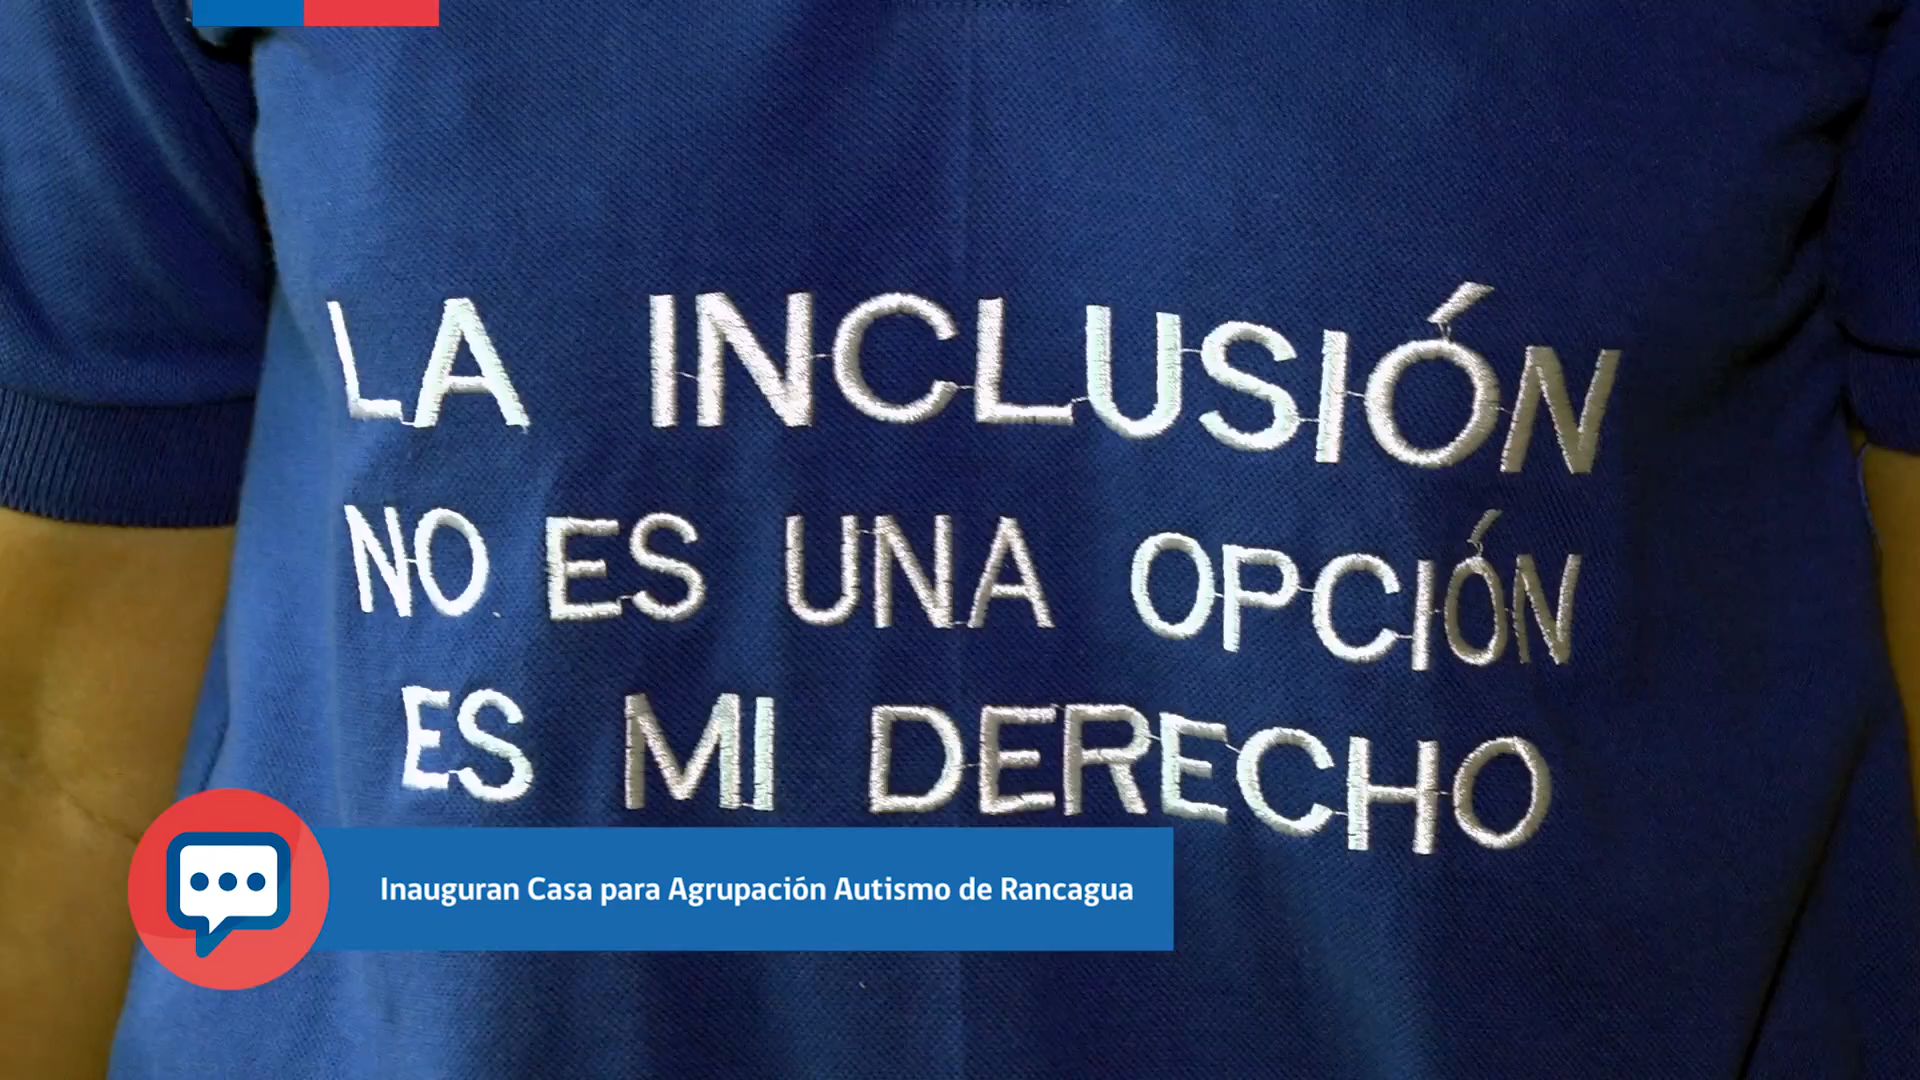 LA INCLUSIÓN
NO ES UNA OPCIÓN
ES MI DERECHO
Inauguran Casa para Agrupación Autismo de Rancagua